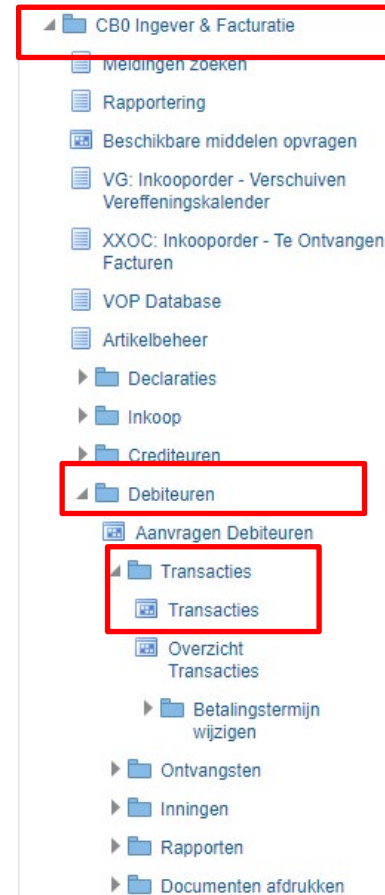 CB0 Ingever & Facturatie
Meldingen zoeken
Rapportering
Beschikbare middelen opvragen
VG: Inkooporder - Verschuiven
Vereffeningskalender
XXOC: Inkooporder - Te Ontvangen
Facturen
VOP Database
Artikelbeheer
Declaraties
Inkoop
Crediteuren
Debiteuren
Aanvragen Debiteuren
Transacties
Transacties
Overzicht
Transacties
Betalingstermijn
wijzigen
Ontvangsten
Inningen
Rapporten
Documenten afdrukken